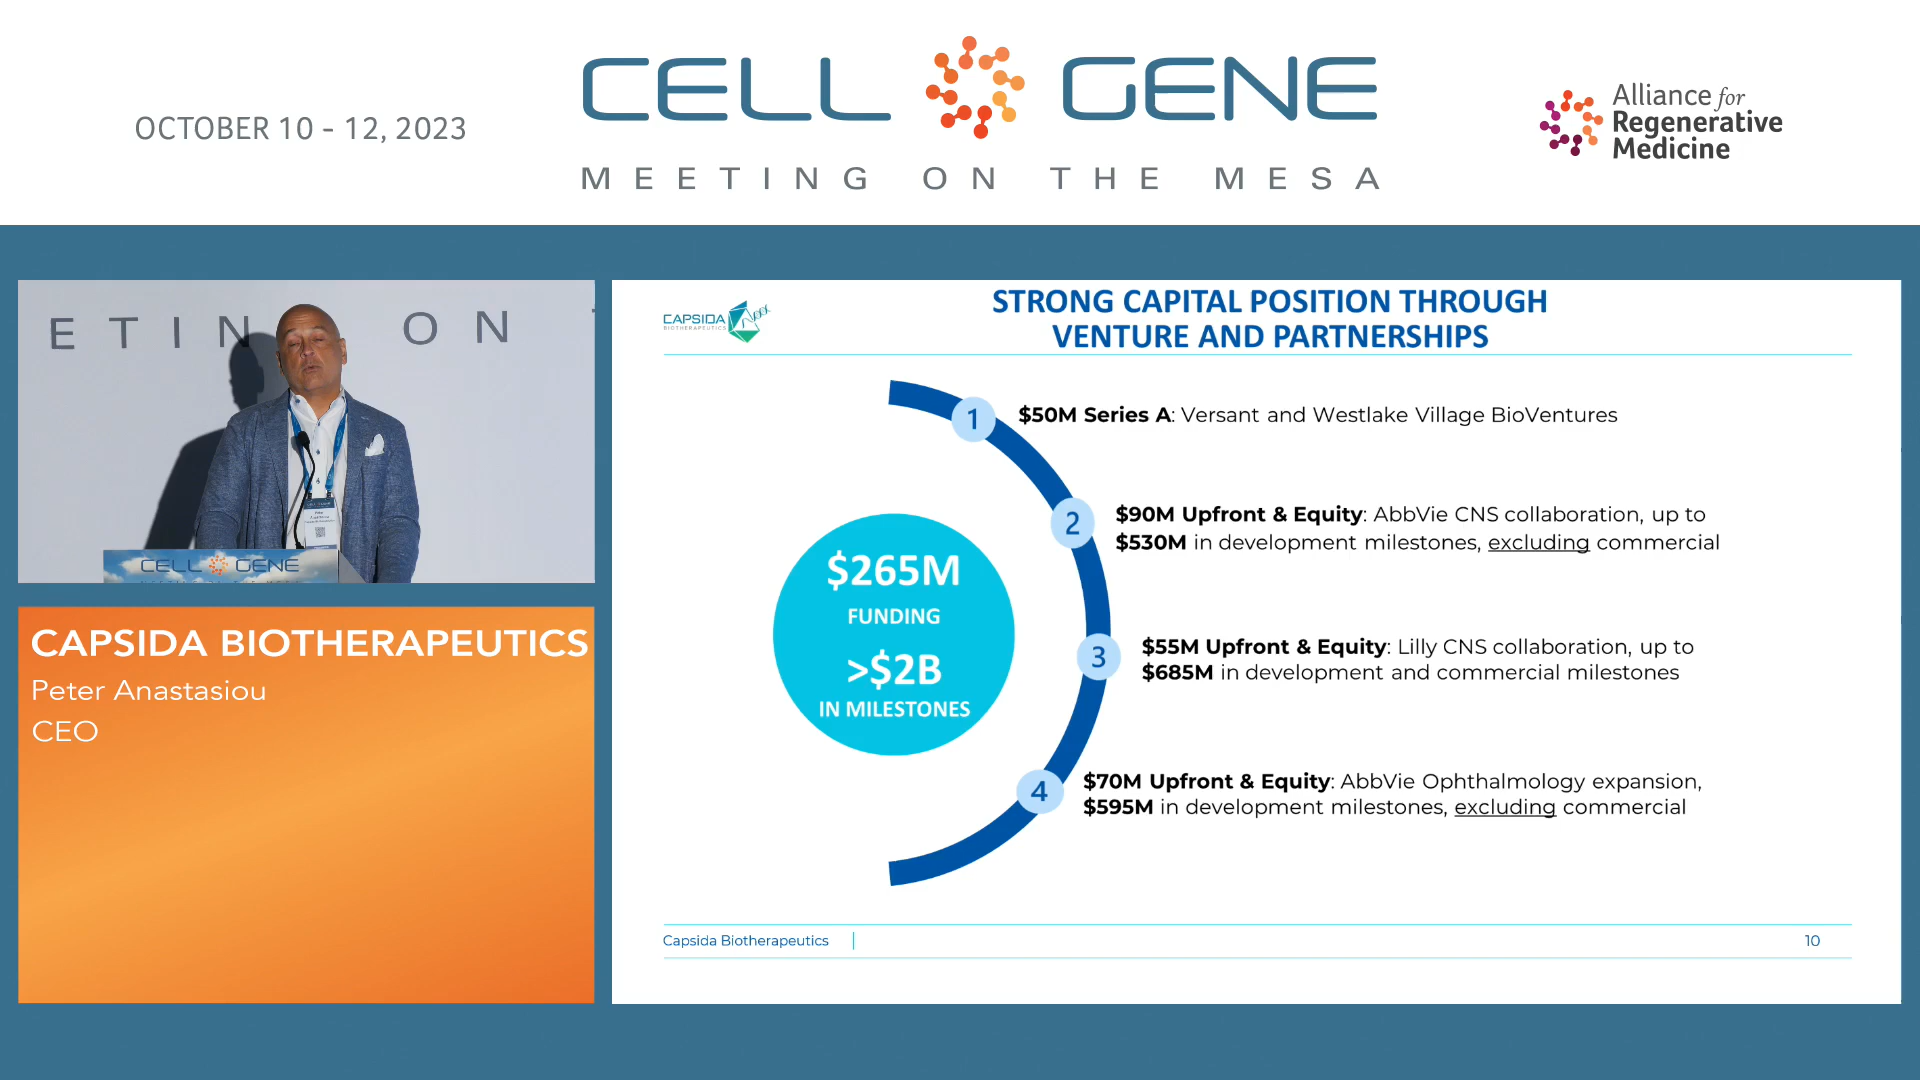 OCTOBER 10 - 12, 2023
CELL GENE
MEETING ON THE MESA
Alliance for
Regenerative
Medicine
ETIN ON
CELL GENE
CAPSIDA BIOTHERAPEUTICS
Peter Anastasiou
CEO
CAPSIDA
BIOTHERAPEUTICS
STRONG CAPITAL POSITION THROUGH
VENTURE AND PARTNERSHIPS
$265M
FUNDING
>$2B
IN MILESTONES
1
$50M Series A: Versant and Westlake Village BioVentures
2
$90M Upfront & Equity: AbbVie CNS collaboration, up to
$530M in development milestones, excluding commercial
3
$55M Upfront & Equity: Lilly CNS collaboration, up to
$685M in development and commercial milestones
4
$70M Upfront & Equity: AbbVie Ophthalmology expansion,
$595M in development milestones, excluding commercial
Capsida Biotherapeutics
10